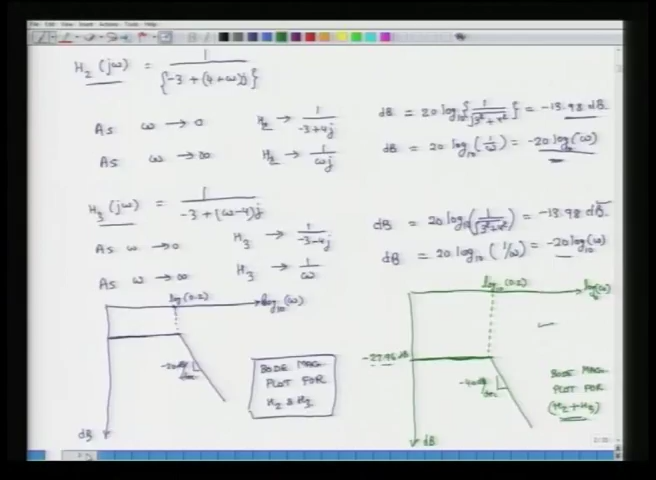 H₂(jω) = 1 / {-3 + (4+ω)j}
As ω → 0 H₂ → 1/(-3+4j) dB = 20 log₁₀{1/√(3²+4²)} = -13.98 dB
As ω → ∞ H₂ → 1/(ωj) dB = 20 log₁₀(1/ω) = -20 log₁₀(ω)
H₃(jω) = 1 / (-3 + (ω-4)j)
As ω → 0 H₃ → 1/(-3-4j) dB = 20 log₁₀(1/√(3²+4²)) = -13.98 dB
As ω → ∞ H₃ → 1/ω dB = 20 log₁₀(1/ω) = -20 log₁₀(ω)
log(0.2) log₁₀(ω)
dB
BODE MAG
PLOT FOR
H₂ & H₃
log₁₀(0.2) log(ω)
-27.96 dB
-40dB/dec
dB
BODE MAG
PLOT FOR
(H₂ + H₃)